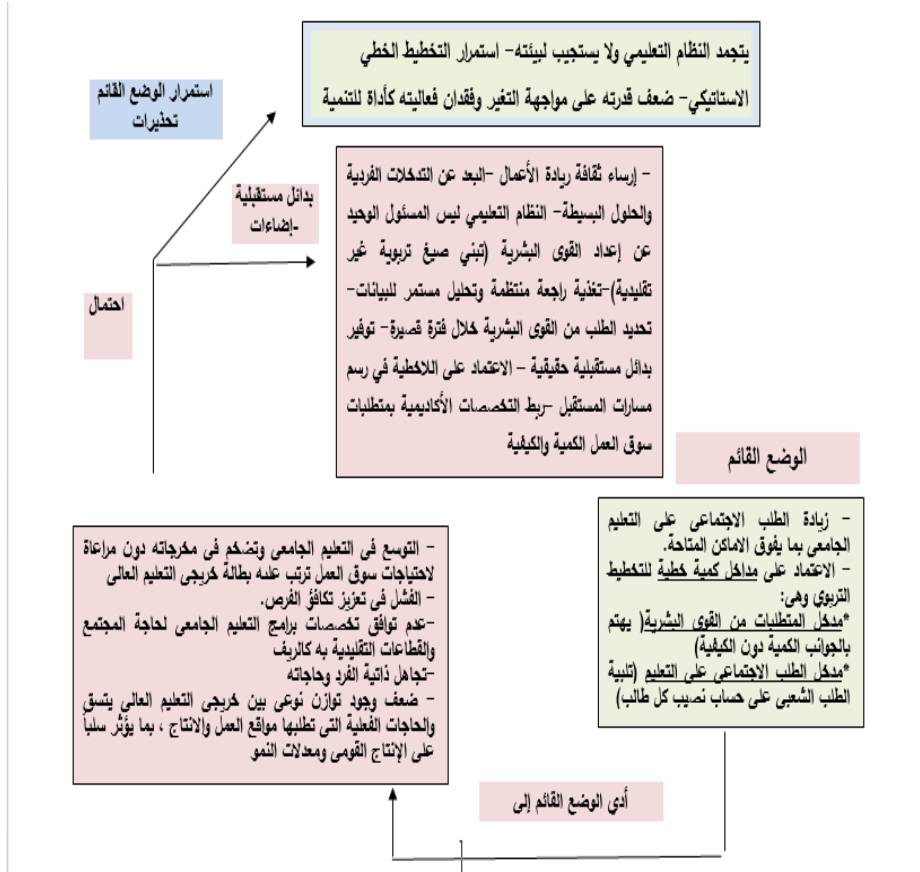 يتجمد النظام التعليمي ولا يستجيب لبيئته- استمرار التخطيط الخطي
الاستاتيكي- ضعف قدرته على مواجهة التغير وفقدان فعاليته كأداة للتنمية
استمرار الوضع القائم
تحذيرات
بدائل مستقبلية
-إضاءات
احتمال
- إرساء ثقافة ريادة الأعمال -البعد عن التدخلات الفردية
والحلول البسيطة- النظام التعليمي ليس المسئول الوحيد
عن إعداد القوى البشرية (تبني صيغ تربوية غير
تقليدية)-تغذية راجعة منتظمة وتحليل مستمر للبيانات-
تحديد الطلب من القوى البشرية خلال فترة قصيرة- توفير
بدائل مستقبلية حقيقية - الاعتماد على اللاخطية في رسم
مسارات المستقبل -ربط التخصصات الأكاديمية بمتطلبات
سوق العمل الكمية والكيفية
الوضع القائم
- زيادة الطلب الاجتماعى على التعليم
الجامعى بما يفوق الاماكن المتاحة.
- الاعتماد على مداخل كمية خطية للتخطيط
التربوي وهى:
*مدخل المتطلبات من القوى البشرية( يهتم
بالجوانب الكمية دون الكيفية)
*مدخل الطلب الاجتماعى على التعليم (تلبية
الطلب الشعبى على حساب نصيب كل طالب)
أدي الوضع القائم إلى
- التوسع فى التعليم الجامعى وتضخم فى مخرجاته دون مراعاة
لاحتياجات سوق العمل ترتب عليه بطالة خريجى التعليم العالى
- الفشل فى تعزيز تكافؤ الفرص.
-عدم توافق تخصصات برامج التعليم الجامعى لحاجة المجتمع
والقطاعات التقليدية به كالريف
-تجاهل ذاتية الفرد وحاجاته
- ضعف وجود توازن نوعى بين خريجى التعليم العالي يتسق
والحاجات الفعلية التى تطلبها مواقع العمل والانتاج ، بما يؤثر سلباً
على الإنتاج القومى ومعدلات النمو